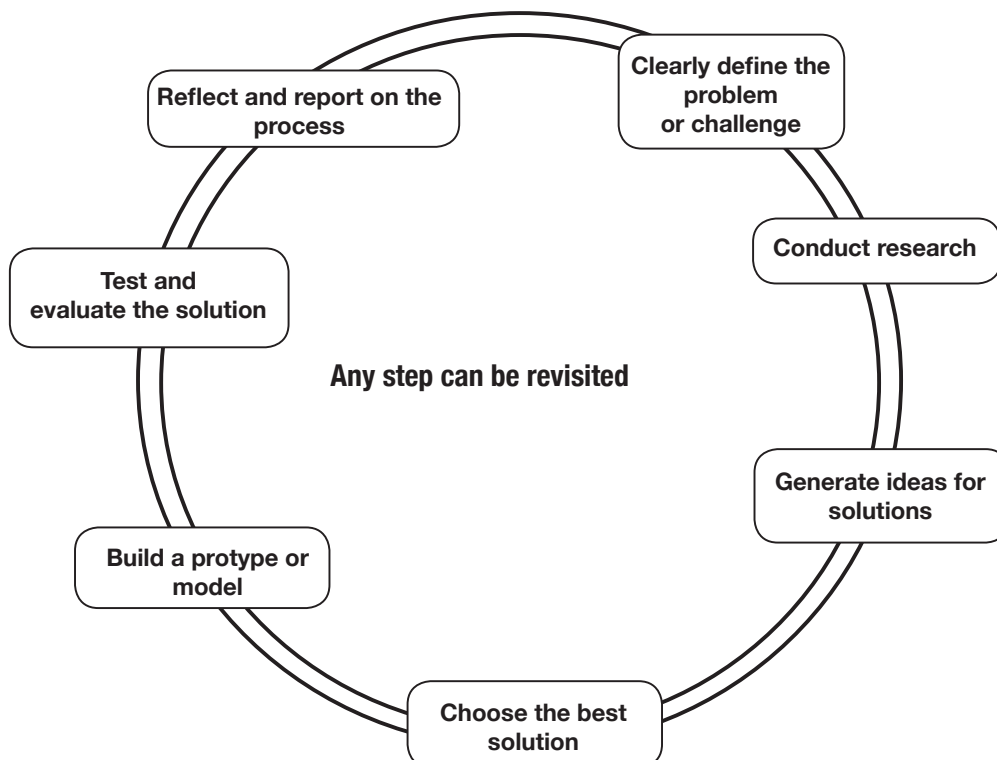 Clearly define the
problem
or challenge
Conduct research
Generate ideas for
solutions
Choose the best
solution
Build a protype or
model
Test and
evaluate the solution
Reflect and report on the
process
Any step can be revisited